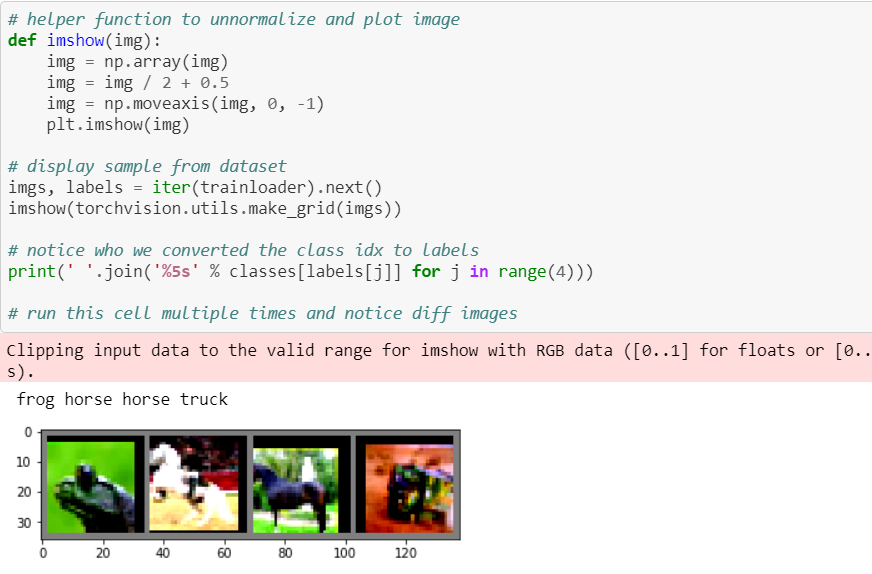 # helper function to unnormalize and plot image
def imshow(img):
    img = np.array(img)
    img = img / 2 + 0.5
    img = np.moveaxis(img, 0, -1)
    plt.imshow(img)
# display sample from dataset
imgs, labels = iter(trainloader).next()
imshow(torchvision.utils.make_grid(imgs))
# notice who we converted the class idx to labels
print(' '.join('%5s' % classes[labels[j]] for j in range(4)))
# run this cell multiple times and notice diff images
Clipping input data to the valid range for imshow with RGB data ([0..1] for floats or [0..
s).
frog horse horse truck
0
10
20
30
0 20 40 60 80 100 120